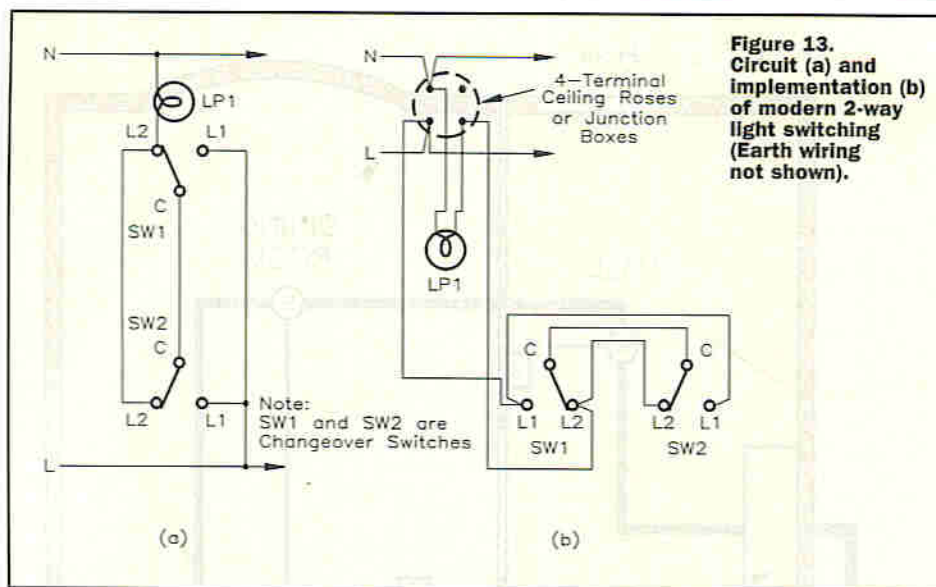 Figure 13.
Circuit (a) and
implementation (b)
of modern 2-way
light switching
(Earth wiring
not shown).
N
LP1
L2
L1
C
SW1
SW2
C
L2
L1
Note:
SW1 and SW2 are
Changeover Switches
L
(a)
N
4-Terminal
Ceiling Roses
or Junction
Boxes
L
LP1
C
C
L1
L2
L2
L1
SW1
SW2
(b)